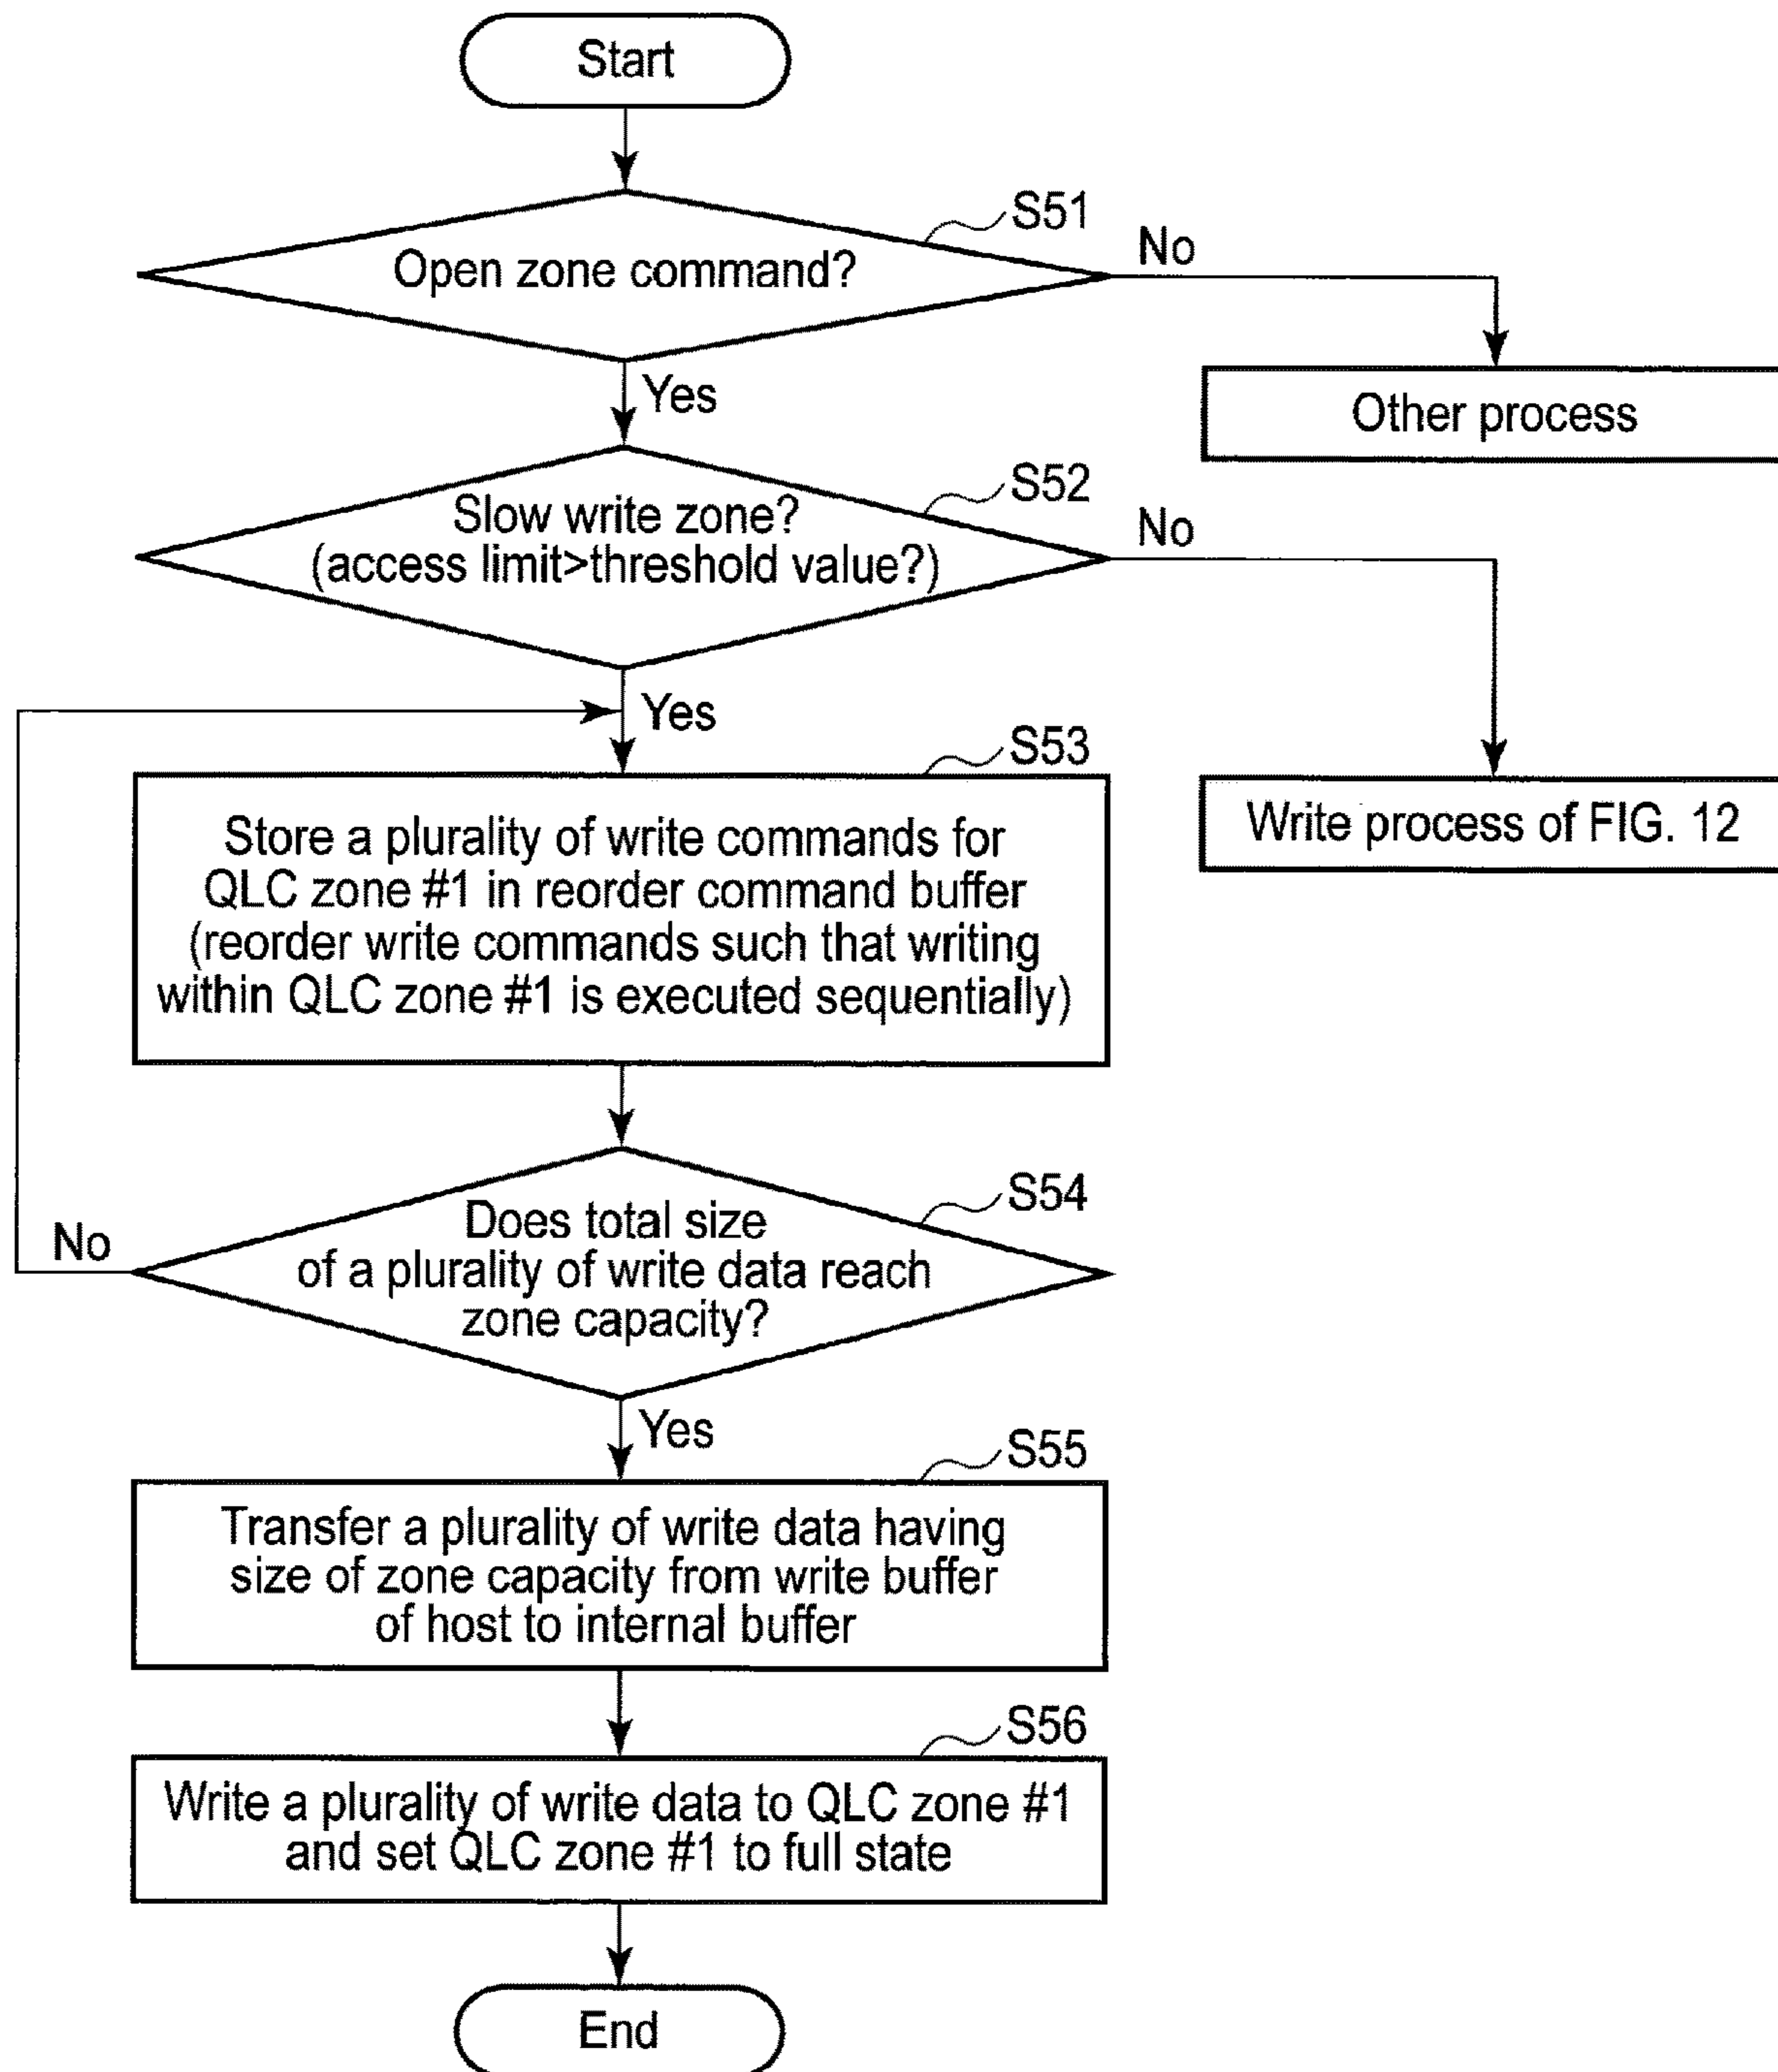 Start
S51
Open zone command?
No
Yes
Other process
S52
Slow write zone?
(access limit>threshold value?)
No
Yes
S53
Store a plurality of write commands for
QLC zone #1 in reorder command buffer
(reorder write commands such that writing
within QLC zone #1 is executed sequentially)
Write process of FIG. 12
S54
Does total size
of a plurality of write data reach
zone capacity?
No
Yes
S55
Transfer a plurality of write data having
size of zone capacity from write buffer
of host to internal buffer
S56
Write a plurality of write data to QLC zone #1
and set QLC zone #1 to full state
End